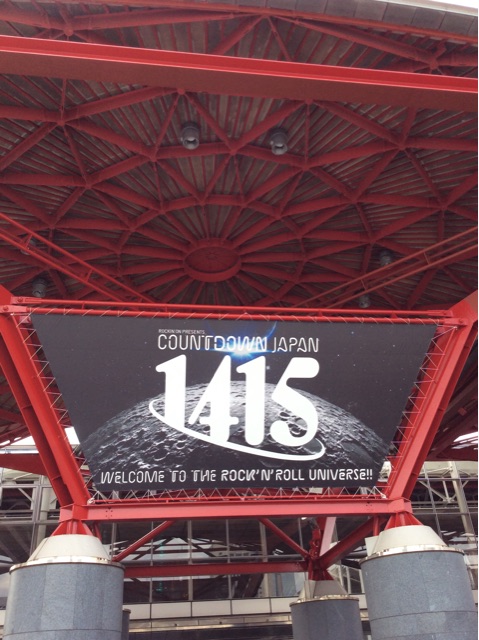 ROCKIN'ON PRESENTS
COUNTDOWN JAPAN
1415
WELCOME TO THE ROCK'N'ROLL UNIVERSE!!